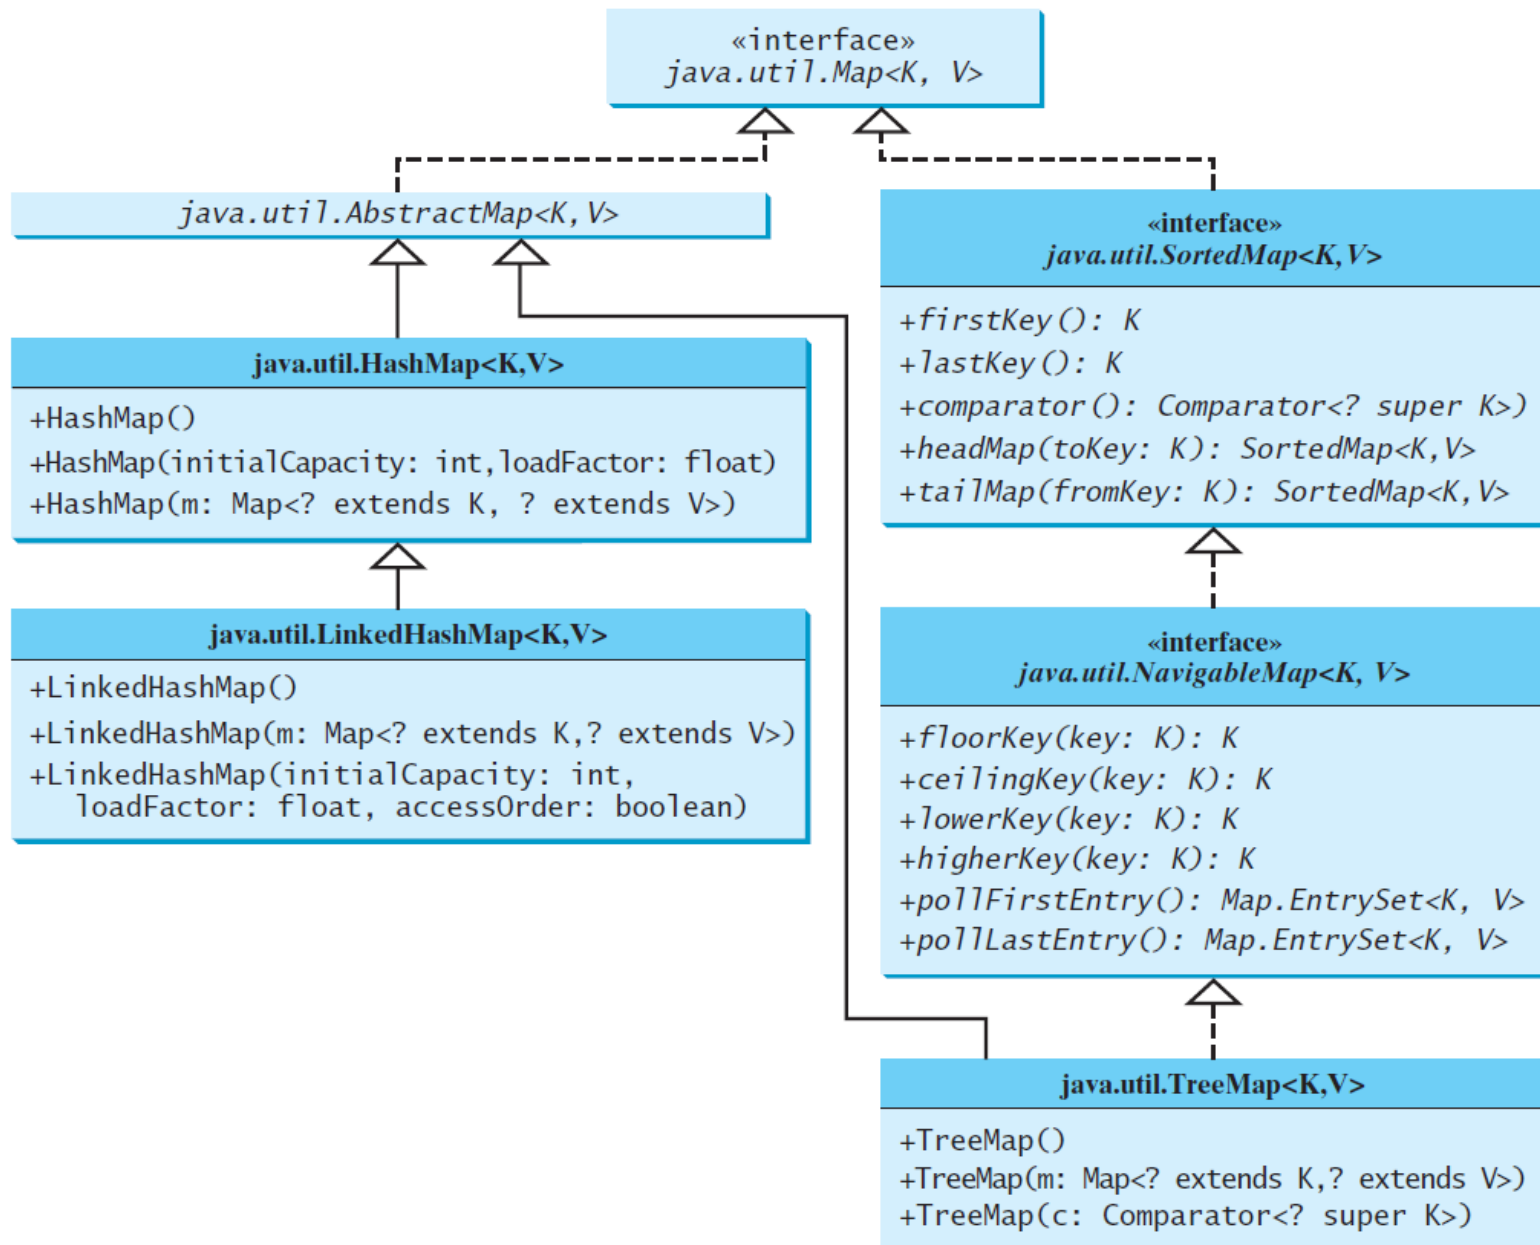 «interface»
java.util.Map<K, V>
java.util.AbstractMap<K,V>
java.util.HashMap<K,V>
+HashMap()
+HashMap(initialCapacity: int,loadFactor: float)
+HashMap(m: Map<? extends K, ? extends V>)
java.util.LinkedHashMap<K,V>
+LinkedHashMap()
+LinkedHashMap(m: Map<? extends K,? extends V>)
+LinkedHashMap(initialCapacity: int,
loadFactor: float, accessOrder: boolean)
«interface»
java.util.SortedMap<K,V>
+firstKey(): K
+lastKey(): K
+comparator(): Comparator<? super K>)
+headMap(toKey: K): SortedMap<K,V>
+tailMap(fromKey: K): SortedMap<K,V>
«interface»
java.util.NavigableMap<K, V>
+floorKey(key: K): K
+ceilingKey(key: K): K
+lowerKey(key: K): K
+higherKey(key: K): K
+pollFirstEntry(): Map.EntrySet<K, V>
+pollLastEntry(): Map.EntrySet<K, V>
java.util.TreeMap<K,V>
+TreeMap()
+TreeMap(m: Map<? extends K,? extends V>)
+TreeMap(c: Comparator<? super K>)